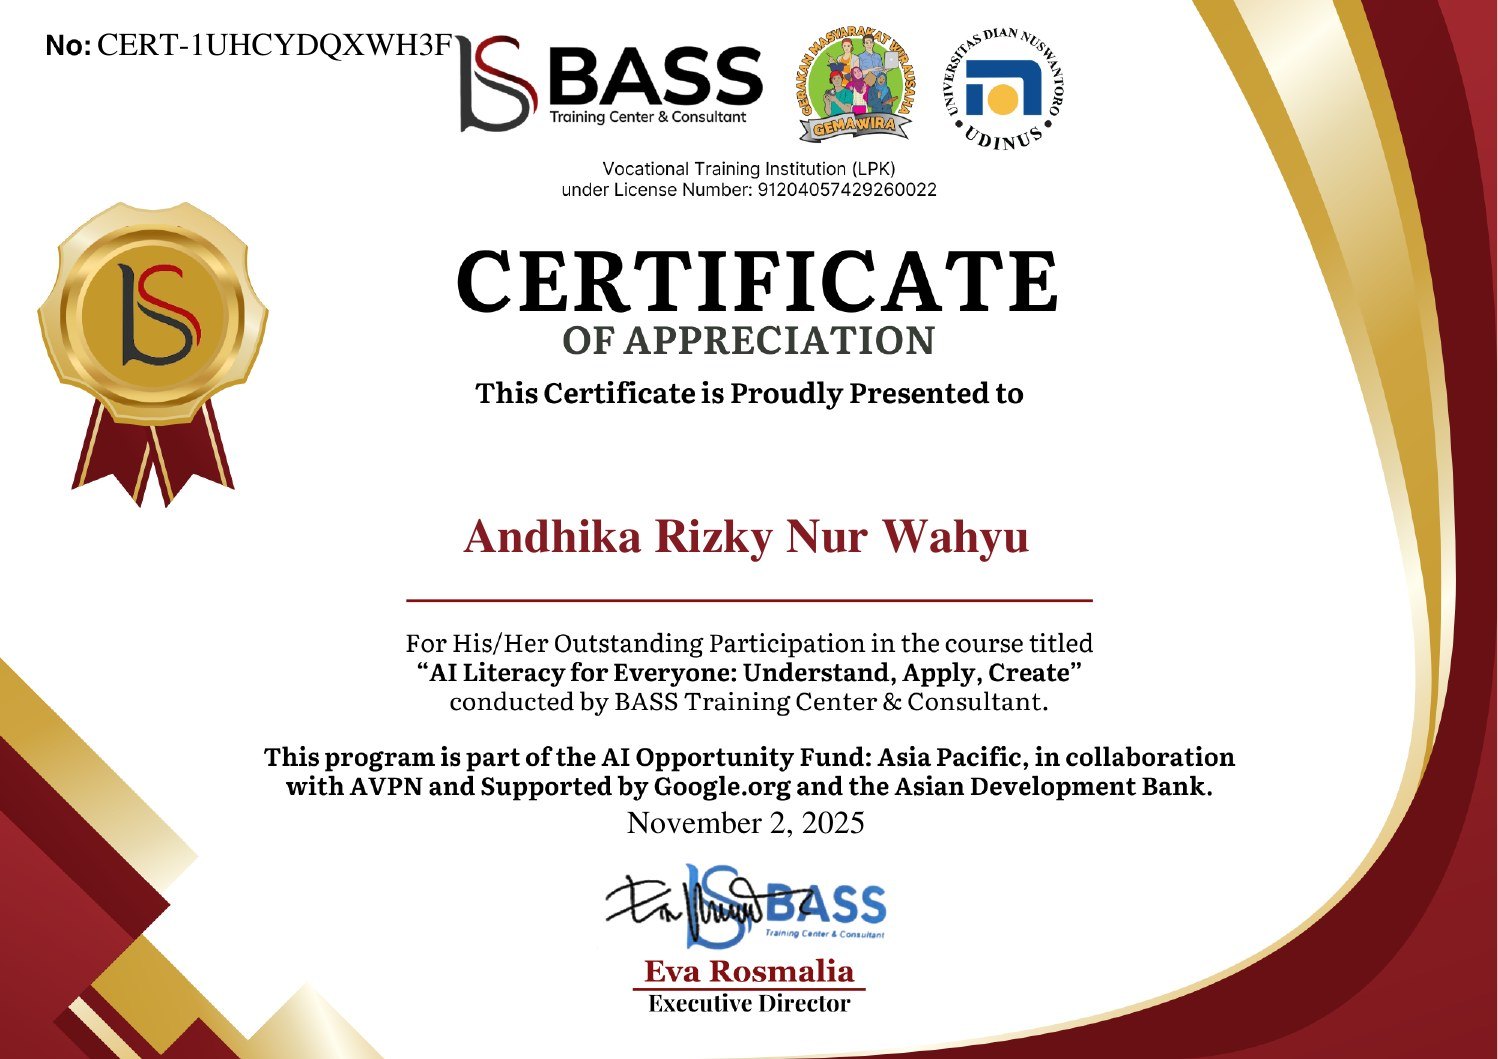 No: CERT-1UHCYDQXWH3F
BASS
Training Center & Consultant
GERAKAN MASYARAKAT WIRAUSAHA
GEMA WIRA
UNIVERSITAS DIAN NUSWANTORO
UDINUS
Vocational Training Institution (LPK)
under License Number: 91204057429260022
CERTIFICATE
OF APPRECIATION
This Certificate is Proudly Presented to
Andhika Rizky Nur Wahyu
For His/Her Outstanding Participation in the course titled
“AI Literacy for Everyone: Understand, Apply, Create”
conducted by BASS Training Center & Consultant.
This program is part of the AI Opportunity Fund: Asia Pacific, in collaboration
with AVPN and Supported by Google.org and the Asian Development Bank.
November 2, 2025
BASS
Training Center & Consultant
Eva Rosmalia
Executive Director